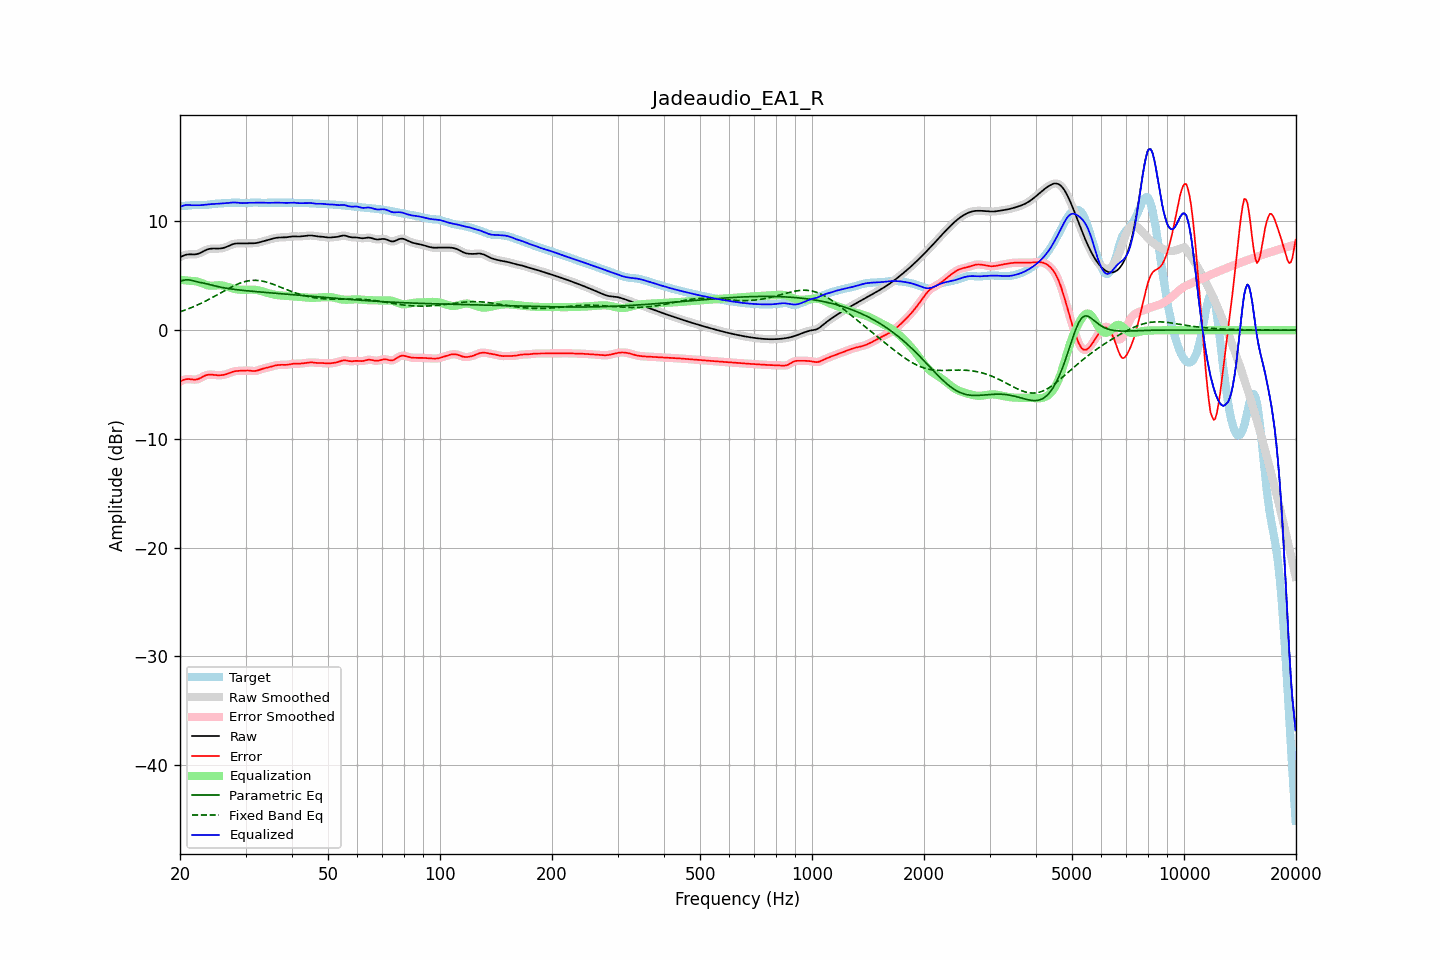 Jadeaudio_EA1_R
Amplitude (dBr)
10
0
−10
−20
−30
−40
Target
Raw Smoothed
Error Smoothed
Raw
Error
Equalization
Parametric Eq
Fixed Band Eq
Equalized
20 50 100 200 500 1000 2000 5000 10000 20000
Frequency (Hz)